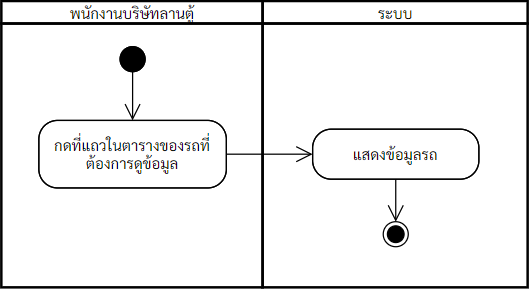 พนักงานบริษัทลานตู้
ระบบ
กดที่แถวในตารางของรถที่
ต้องการดูข้อมูล
แสดงข้อมูลรถ